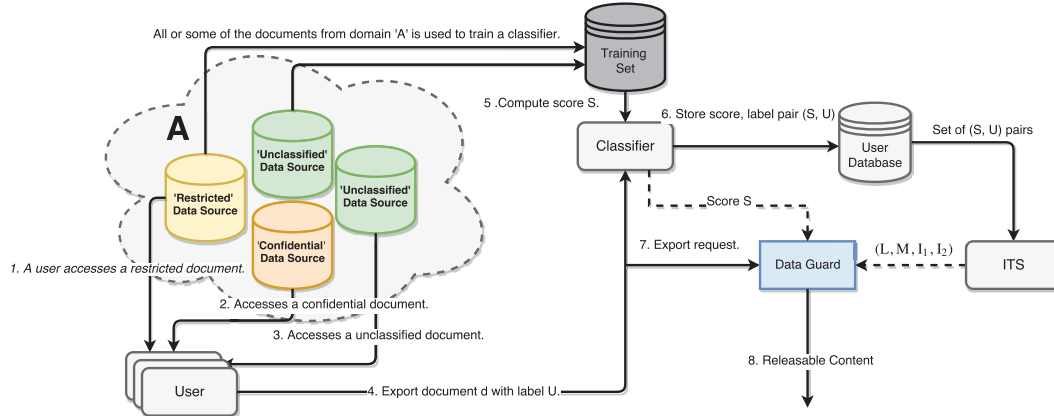 All or some of the documents from domain 'A' is used to train a classifier.
Training
Set
5 .Compute score S.
6. Store score, label pair (S, U)
Set of (S, U) pairs
A
'Unclassified'
Data Source
'Unclassified'
Data Source
'Restricted'
Data Source
'Confidential'
Data Source
Classifier
User
Database
Score S
7. Export request.
Data Guard
(L, M, I₁, I₂)
ITS
1. A user accesses a restricted document.
2. Accesses a confidential document.
3. Accesses a unclassified document.
8. Releasable Content
User
4. Export document d with label U.